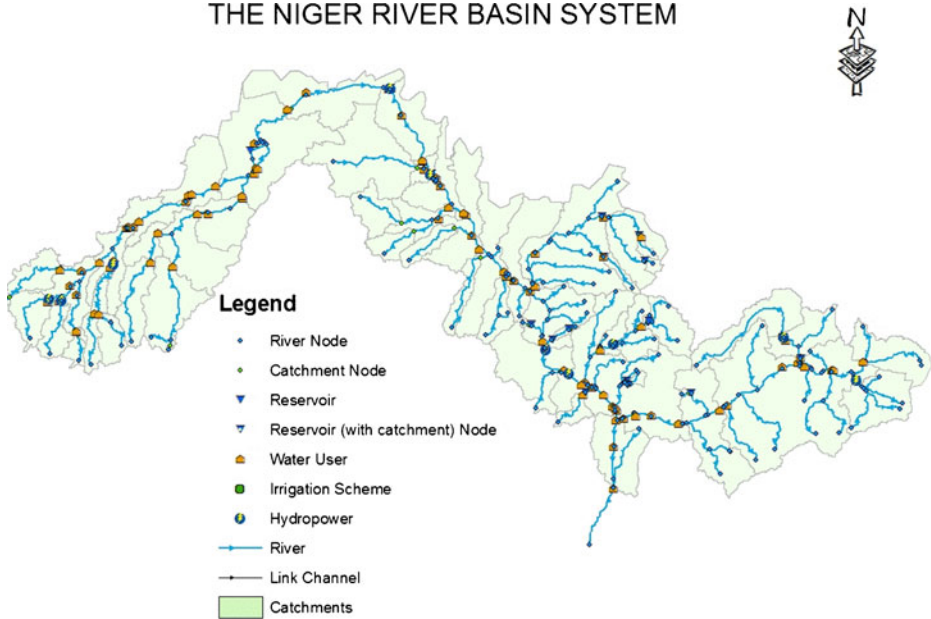 THE NIGER RIVER BASIN SYSTEM
N
Legend
River Node
Catchment Node
Reservoir
Reservoir (with catchment) Node
Water User
Irrigation Scheme
Hydropower
River
Link Channel
Catchments